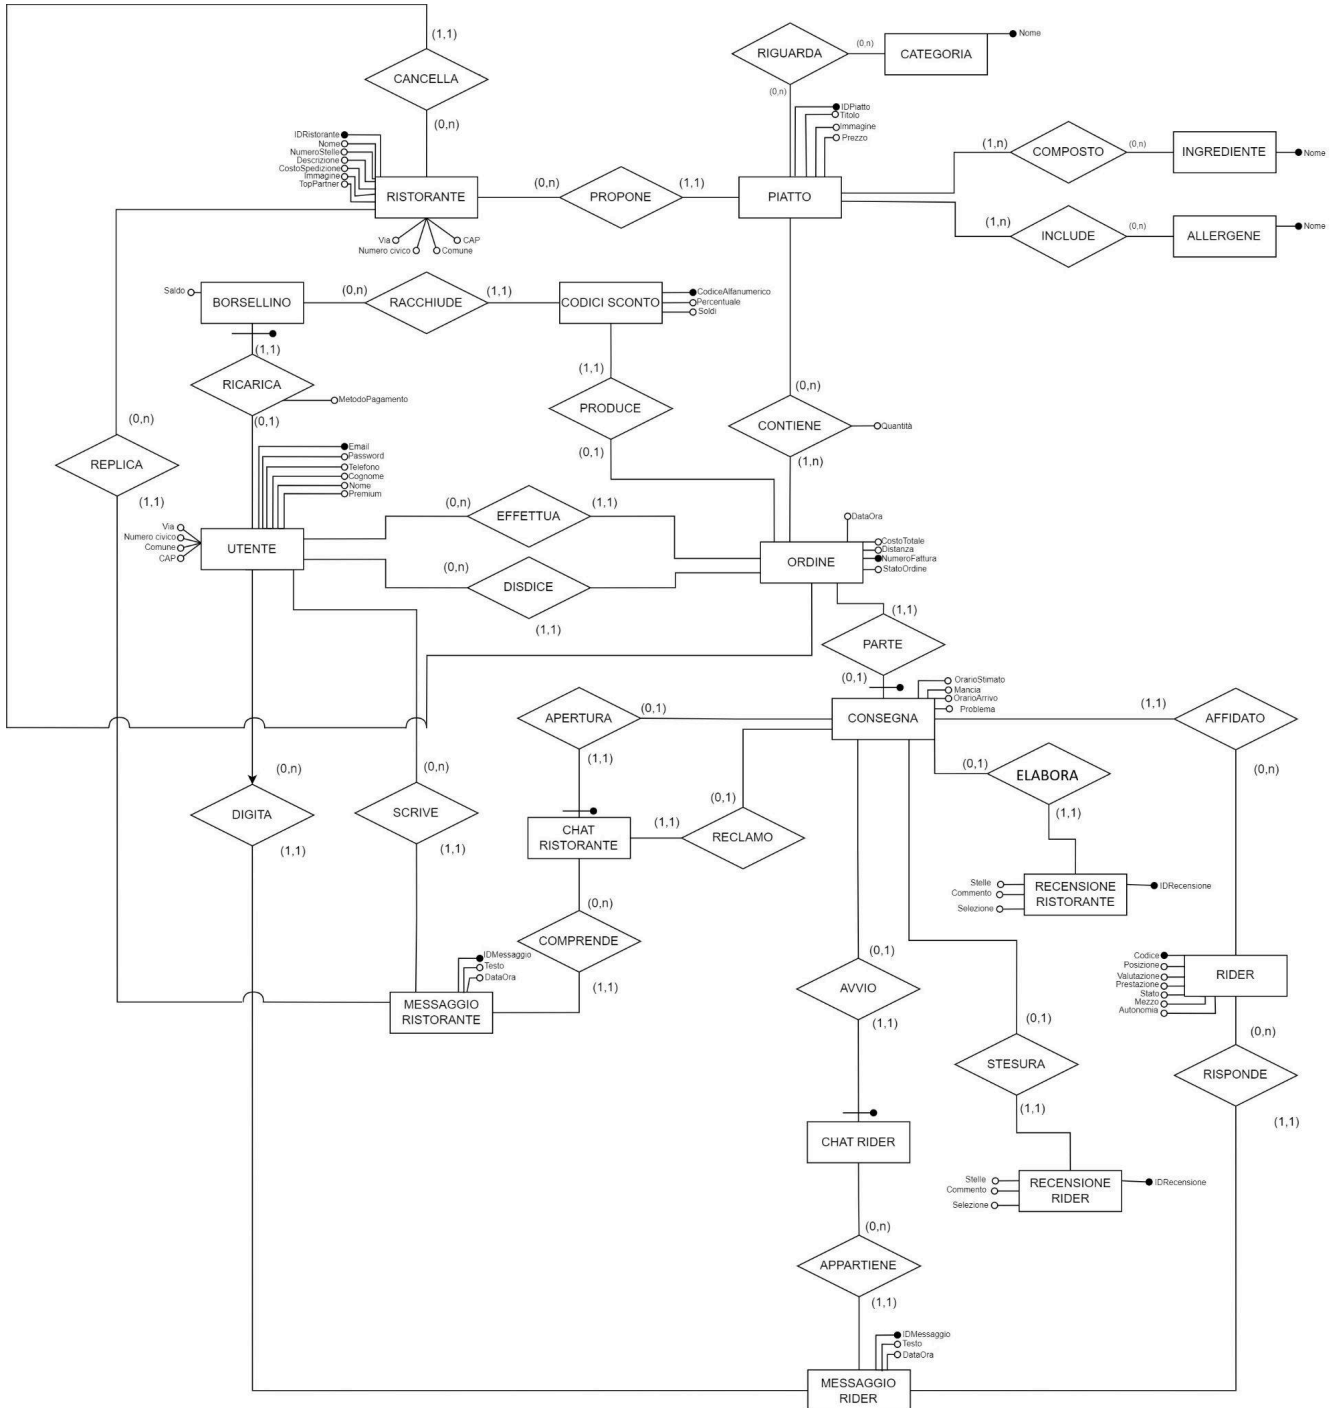 (1,1)
CANCELLA
(0,n)
RIGUARDA
(0,n)
CATEGORIA
Nome
(0,n)
IDPiatto
Titolo
Immagine
Prezzo
IDRistorante
Nome
NumeroStelle
Descrizione
CostoSpedizione
Immagine
TopPartner
RISTORANTE
(0,n)
PROPONE
(1,1)
PIATTO
(1,n)
COMPOSTO
(0,n)
INGREDIENTE
Nome
(1,n)
INCLUDE
(0,n)
ALLERGENE
Nome
Via
Numero civico
CAP
Comune
Saldo
BORSELLINO
(0,n)
RACCHIUDE
(1,1)
CODICI SCONTO
CodiceAlfanumerico
Percentuale
Soldi
(1,1)
RICARICA
MetodoPagamento
(0,1)
(1,1)
PRODUCE
(0,1)
(0,n)
CONTIENE
Quantità
(1,n)
(0,n)
REPLICA
(1,1)
Email
Password
Telefono
Cognome
Nome
Premium
Via
Numero civico
Comune
CAP
UTENTE
(0,n)
EFFETTUA
(1,1)
(0,n)
DISDICE
(1,1)
DataOra
ORDINE
CostoTotale
Distanza
NumeroFattura
StatoOrdine
(1,1)
PARTE
(0,1)
OrarioStimato
Mancia
OrarioArrivo
Problema
CONSEGNA
APERTURA
(0,1)
(1,1)
(1,1)
AFFIDATO
(0,n)
(0,1)
ELABORA
(1,1)
(0,n)
DIGITA
(1,1)
(0,n)
SCRIVE
(1,1)
CHAT
RISTORANTE
(1,1)
RECLAMO
(0,1)
(0,n)
COMPRENDE
(1,1)
Stelle
Commento
Selezione
RECENSIONE
RISTORANTE
IDRecensione
IDMessaggio
Testo
DataOra
MESSAGGIO
RISTORANTE
(0,1)
AVVIO
(1,1)
Codice
Posizione
Valutazione
Prestazione
Stato
Mezzo
Autonomia
RIDER
(0,n)
RISPONDE
(1,1)
(0,1)
STESURA
(1,1)
CHAT RIDER
Stelle
Commento
Selezione
RECENSIONE
RIDER
IDRecensione
(0,n)
APPARTIENE
(1,1)
IDMessaggio
Testo
DataOra
MESSAGGIO
RIDER